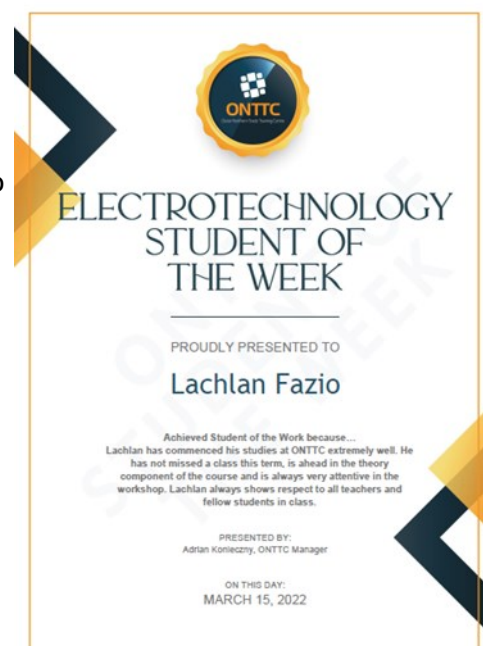 ONTTC
ELECTROTECHNOLOGY
STUDENT OF
THE WEEK
PROUDLY PRESENTED TO
Lachlan Fazio
Achieved Student of the Work because...
Lachlan has commenced his studies at ONTTC extremely well. He
has not missed a class this term, is ahead in the theory
component of the course and is always very attentive in the
workshop. Lachlan always shows respect to all teachers and
fellow students in class.
PRESENTED BY:
Adrian Konieczny, ONTTC Manager
ON THIS DAY:
MARCH 15, 2022